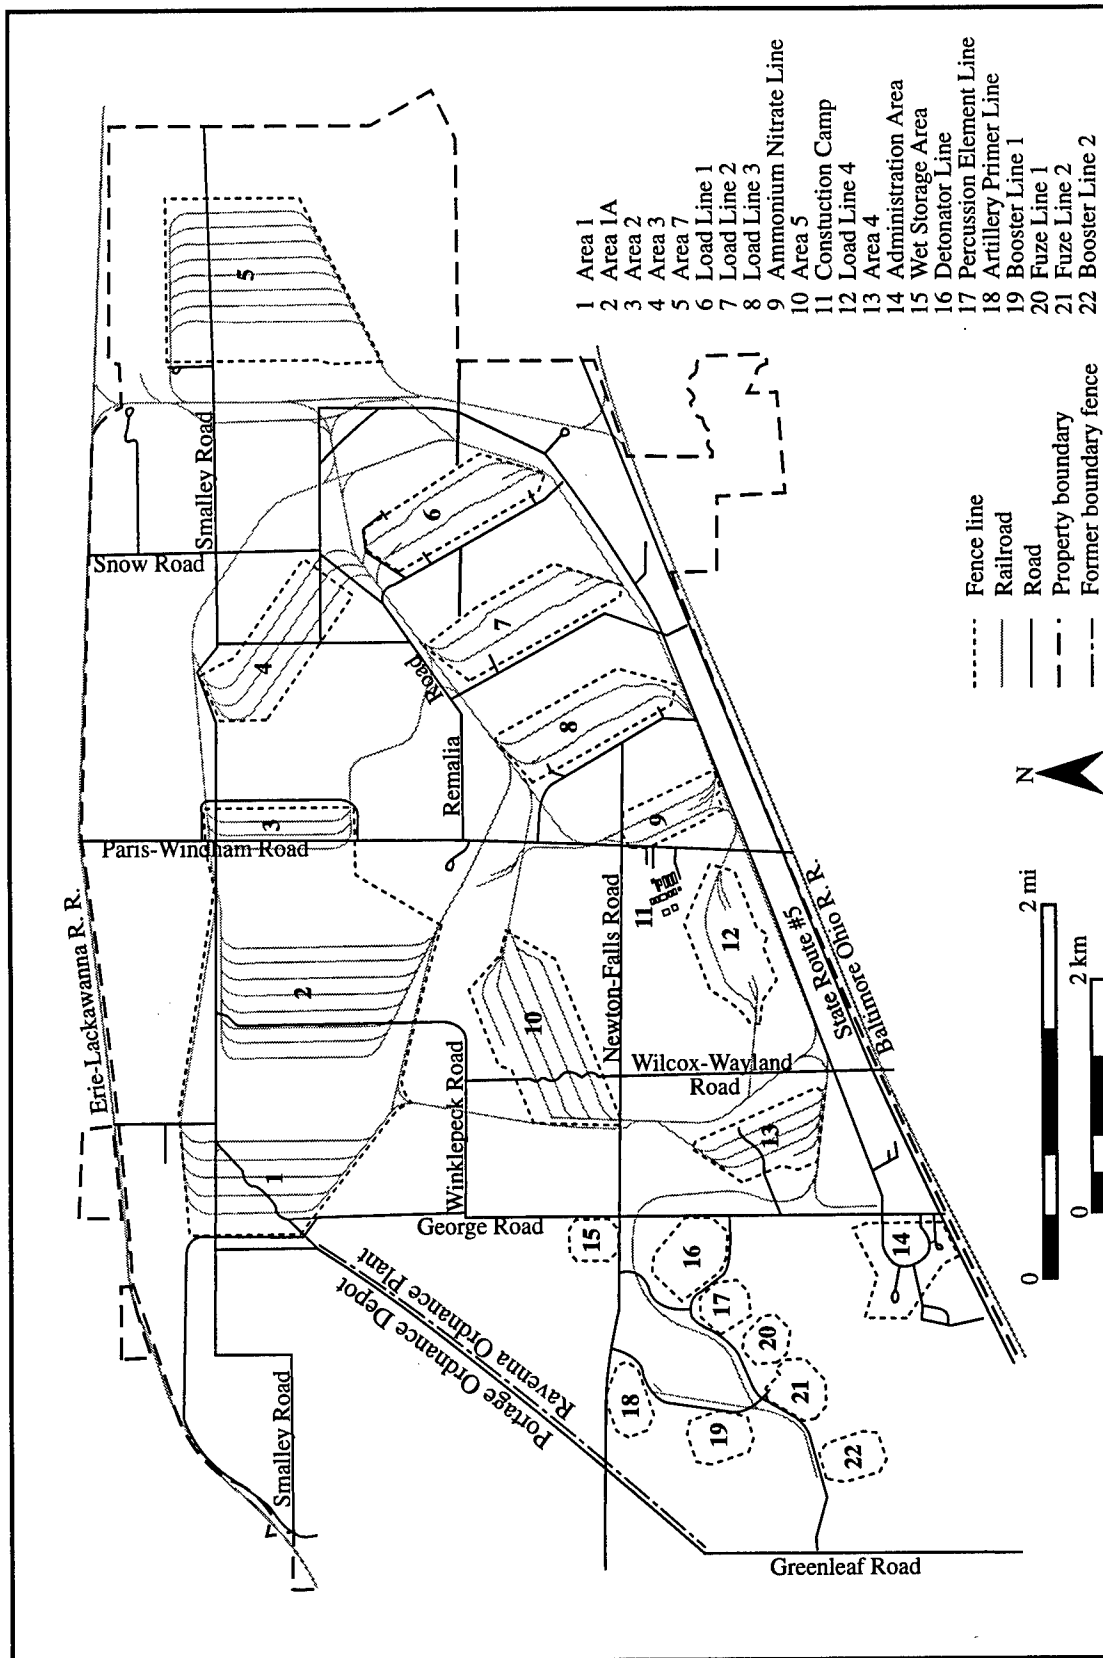 Erie-Lackawanna R. R.
Smalley Road
Snow Road
Smalley Road
Paris-Windham Road
Remalia
Road
Winklepeck Road
George Road
Newton-Falls Road
Wilcox-Wayland
Road
State Route #5
Baltimore Ohio R. R.
Portage Ordnance Depot
Ravenna Ordnance Plant
Greenleaf Road
1
2
3
4
5
6
7
8
9
10
11
12
13
14
15
16
17
18
19
20
21
22
1 Area 1
2 Area 1A
3 Area 2
4 Area 3
5 Area 7
6 Load Line 1
7 Load Line 2
8 Load Line 3
9 Ammonium Nitrate Line
10 Area 5
11 Constuction Camp
12 Load Line 4
13 Area 4
14 Administration Area
15 Wet Storage Area
16 Detonator Line
17 Percussion Element Line
18 Artillery Primer Line
19 Booster Line 1
20 Fuze Line 1
21 Fuze Line 2
22 Booster Line 2
Fence line
Railroad
Road
Property boundary
Former boundary fence
N
0 2 mi
0 2 km